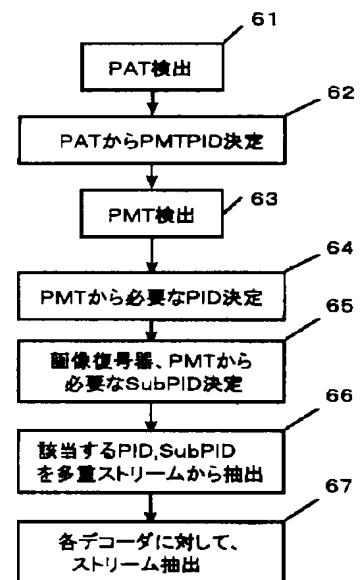 61
PAT検出
62
PATからPMTPID決定
63
PMT検出
64
PMTから必要なPID決定
65
画像復号器、PMTから
必要なSubPID決定
66
該当するPID,SubPID
を多重ストリームから抽出
67
各デコーダに対して、
ストリーム抽出